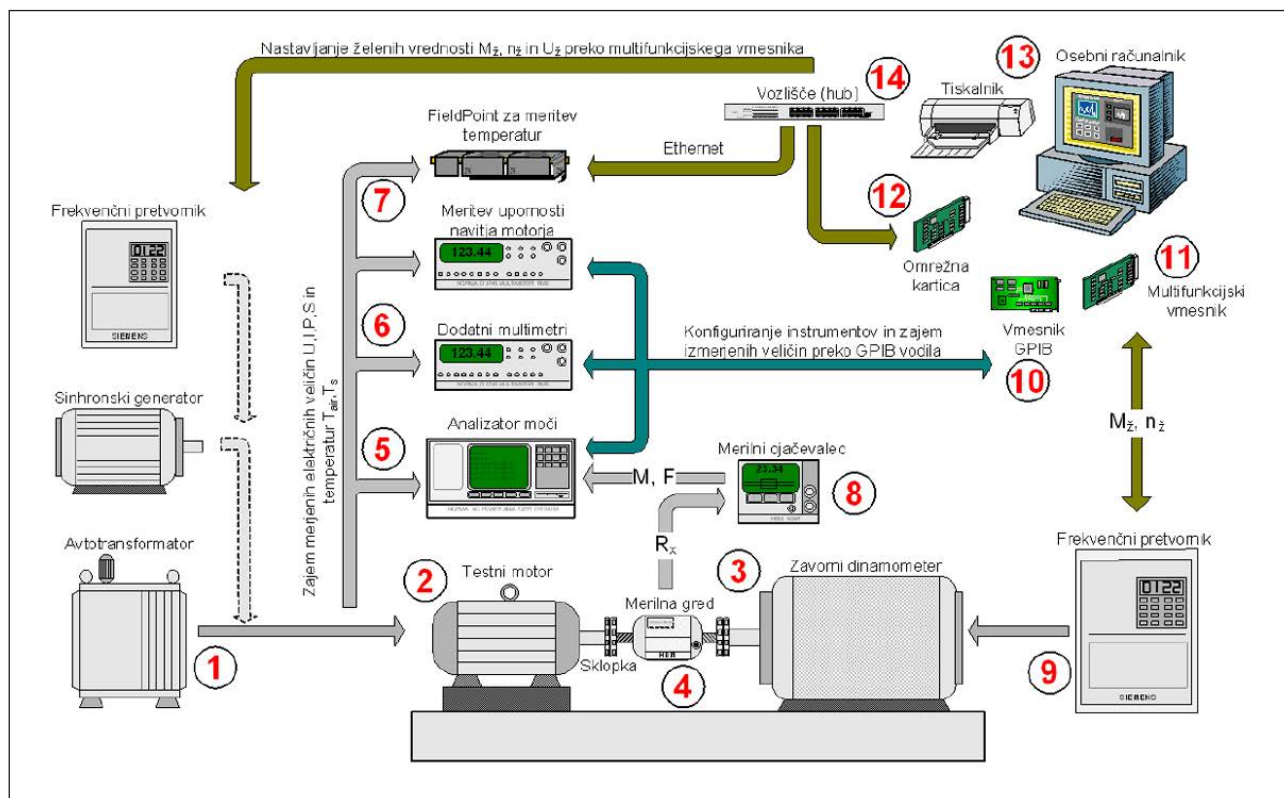 Nastavljanje želenih vrednosti Mž, nž in Už preko multifunkcijskega vmesnika
13
Osebni računalnik
14
Tiskalnik
Vozlišče (hub)
FieldPoint za meritev
temperatur
Ethernet
7
12
Frekvenčni pretvornik
0122
SIEMENS
Meritev upornosti
navitja motorja
123.44
Omrežna
kartica
11
Multifunkcijski
vmesnik
6
Dodatni multimetri
123.44
Konfiguriranje instrumentov in zajem
izmerjenih veličin preko GPIB vodila
Vmesnik
GPIB
10
Zajem merjenih električnih veličin U,I,P,S in
temperatur Tair,Ts
Sinhronski generator
5
Analizator moči
M, F
Merilni ojačevalec
23.34
8
Mž, nž
Rx
Avtotransformator
1
2
Testni motor
Sklopka
Merilna gred
HBM
4
3
Zavorni dinamometer
Frekvenčni pretvornik
0122
SIEMENS
9